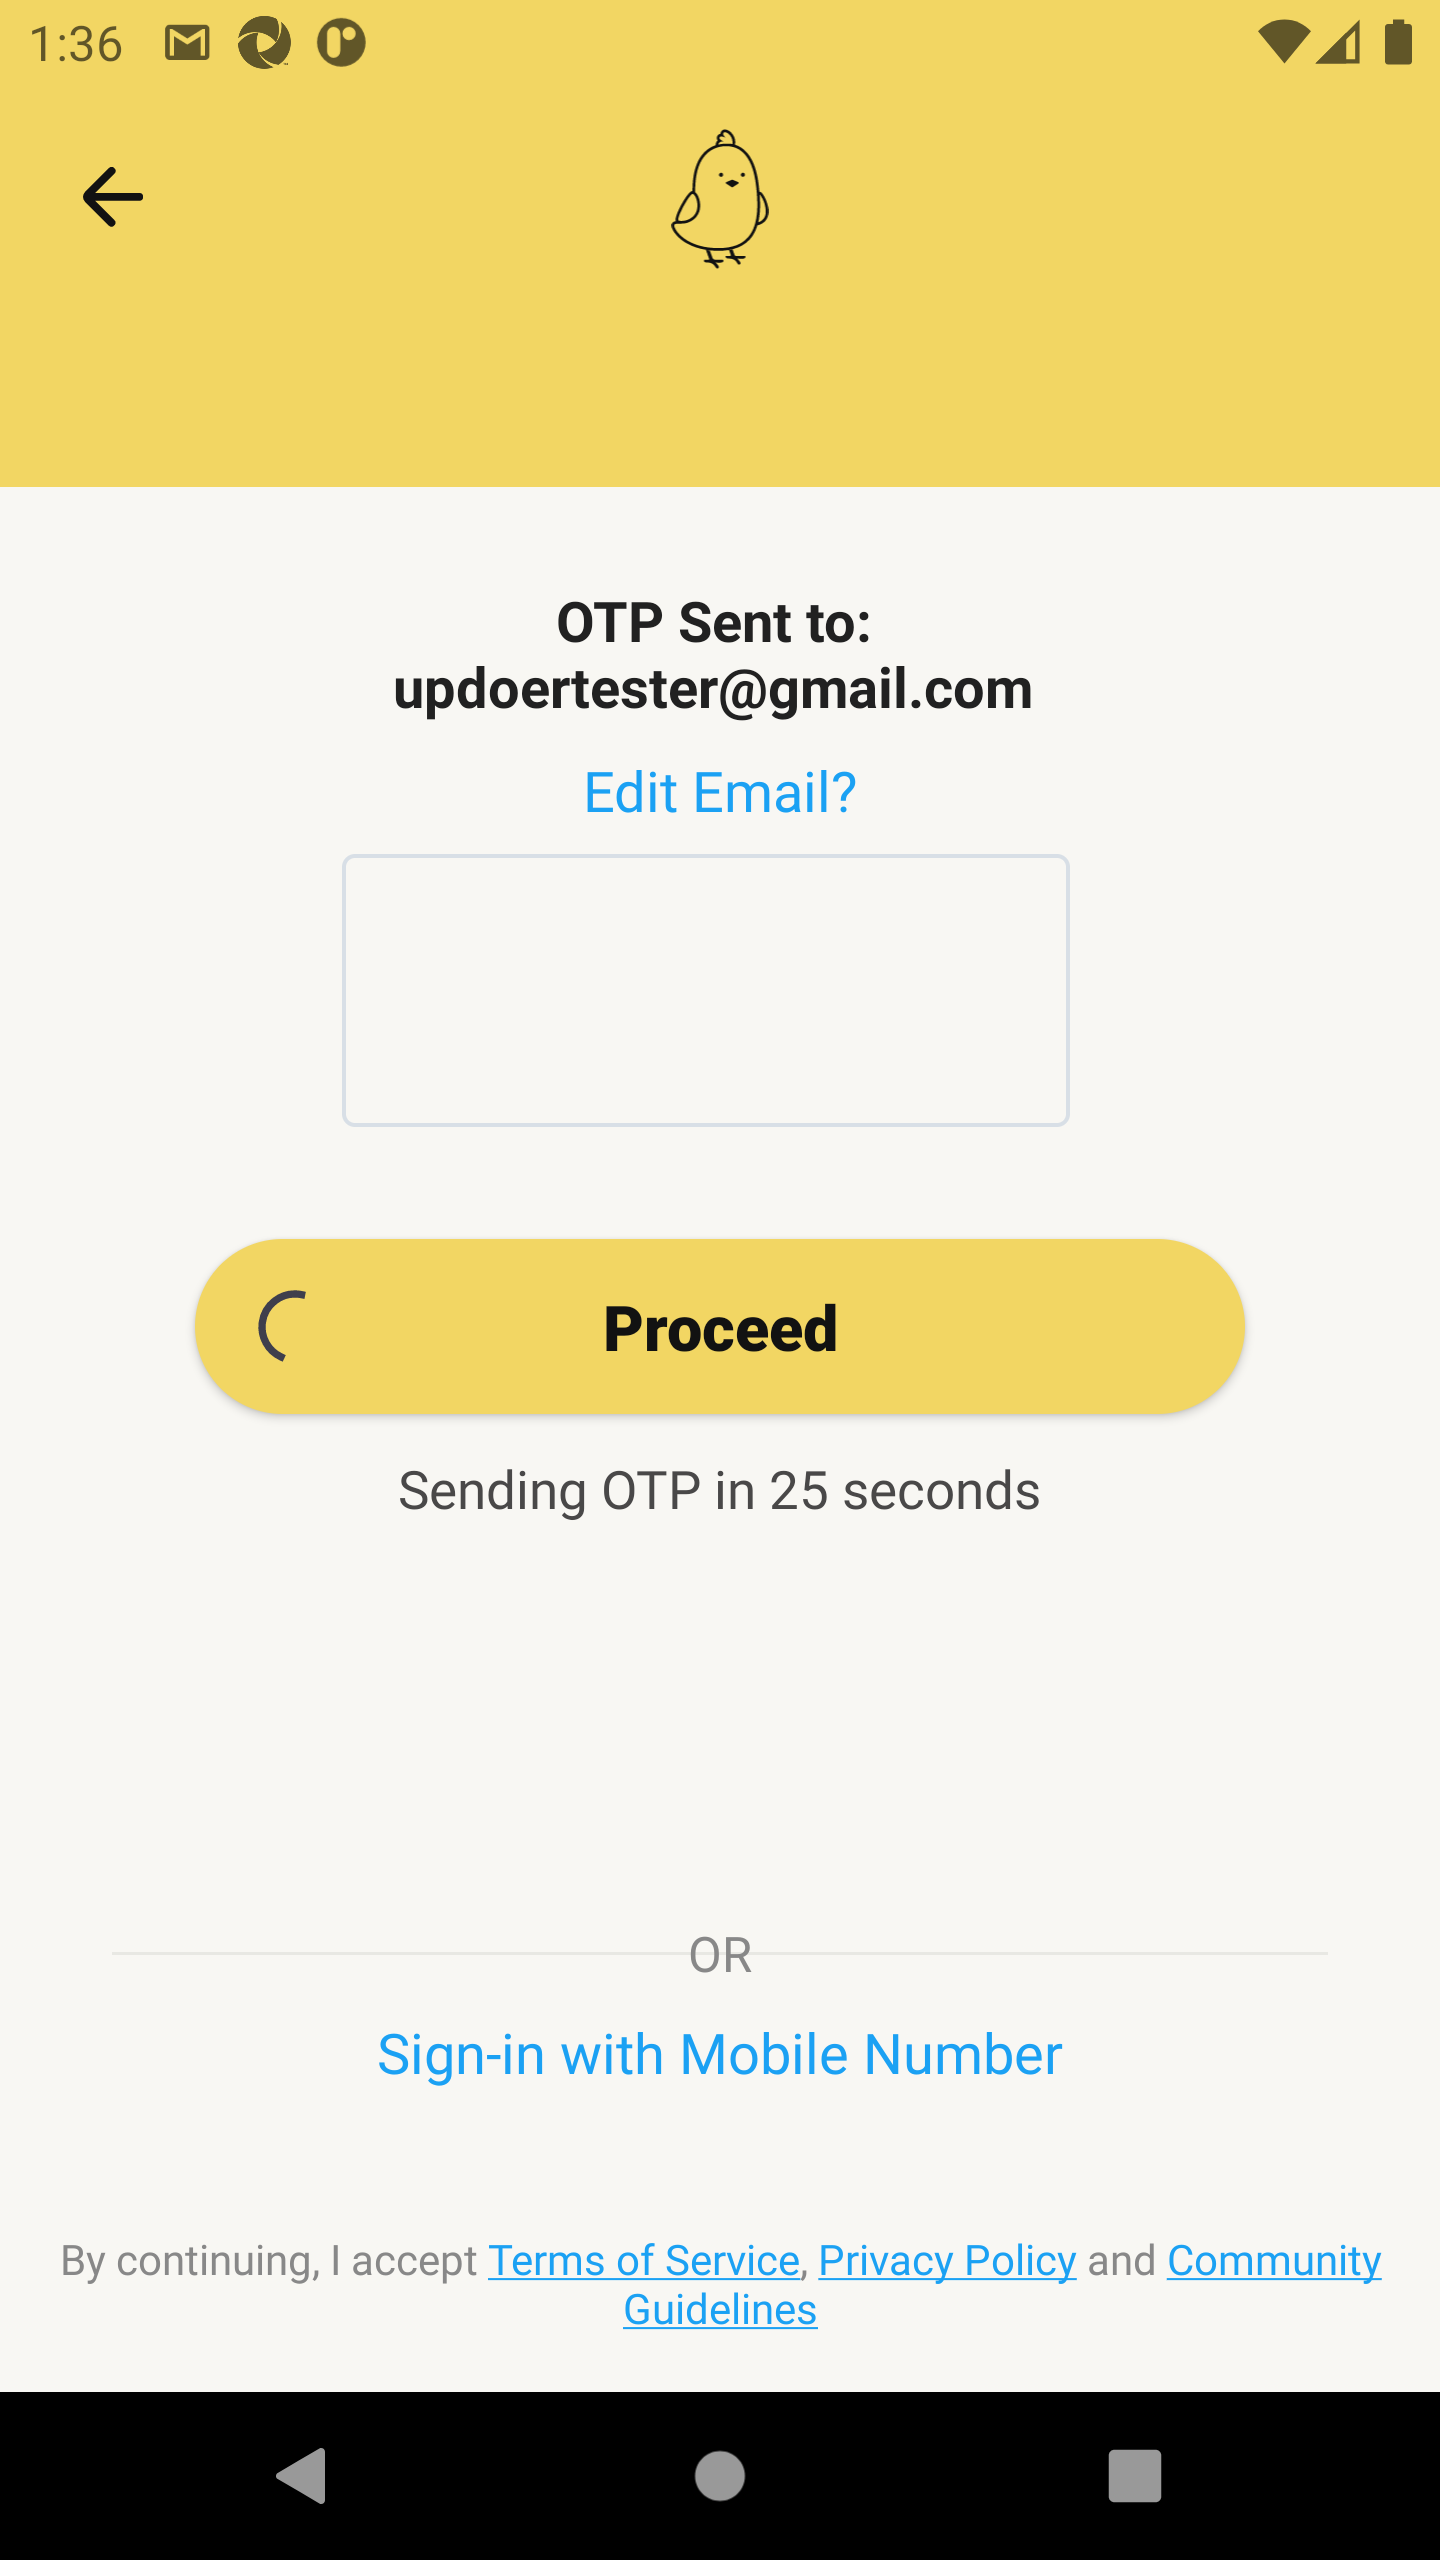 1:36
OTP Sent to:
updoertester@gmail.com
Edit Email?
Proceed
Sending OTP in 25 seconds
OR
Sign-in with Mobile Number
By continuing, I accept Terms of Service, Privacy Policy and Community
Guidelines